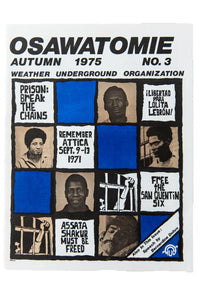 OSAWATOMIE
AUTUMN 1975 NO. 3
WEATHER UNDERGROUND ORGANIZATION
PRISON:
BREAK
THE
CHAINS
¡LIBERTAD
PARA
LOLITA
LEBRÓN!
REMEMBER
ATTICA
SEPT. 9-13
1971
FREE
THE
SAN QUENTIN
SIX
ASSATA
SHAKUR
MUST BE
FREED